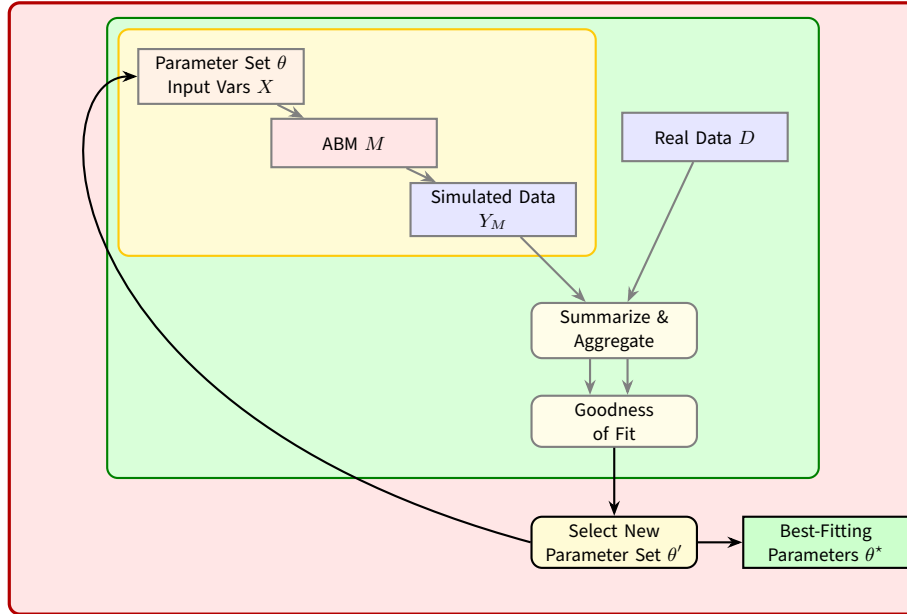 Parameter Set θ
Input Vars X
ABM M
Real Data D
Simulated Data
Y_M
Summarize &
Aggregate
Goodness
of Fit
Select New
Parameter Set θ′
Best-Fitting
Parameters θ*